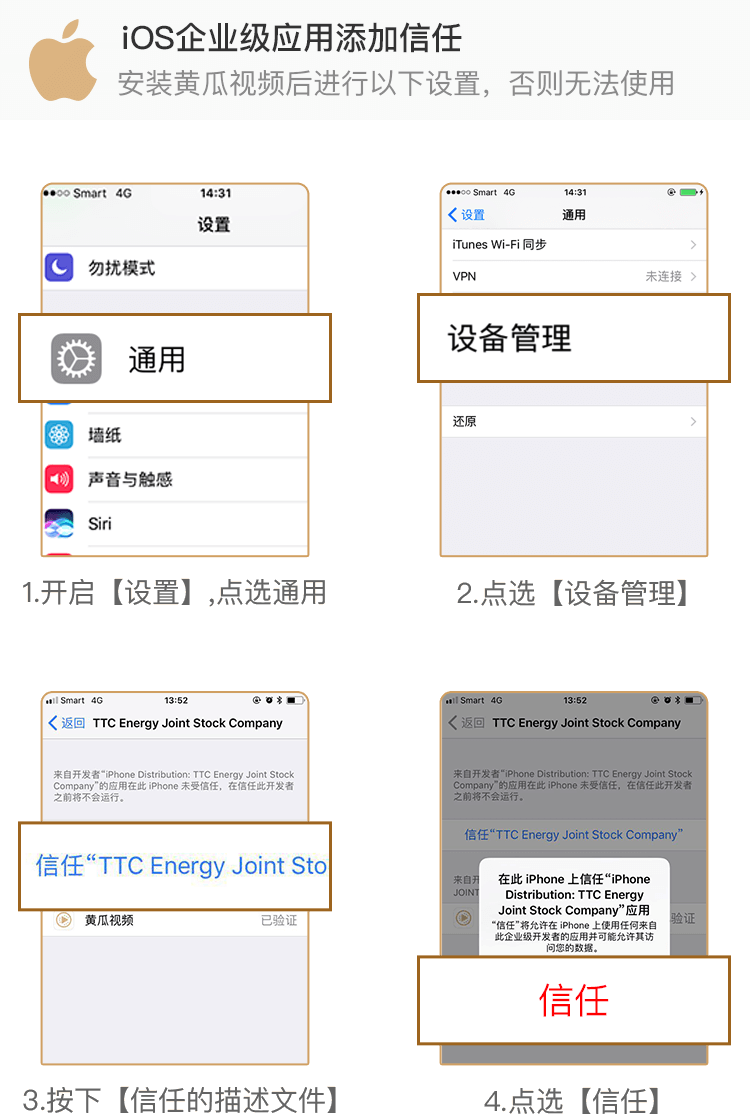 iOS企业级应用添加信任
安装黄瓜视频后进行以下设置，否则无法使用
Smart 4G 14:31
设置
勿扰模式
通用
墙纸
声音与触感
Siri
1.开启【设置】,点选通用
Smart 4G 14:31
设置 通用
iTunes Wi-Fi 同步
VPN 未连接
设备管理
还原
2.点选【设备管理】
Smart 4G 13:52
返回 TTC Energy Joint Stock Company
来自开发者“iPhone Distribution: TTC Energy Joint Stock
Company”的应用在此 iPhone 未受信任，在信任此开发者
之前将不会运行。
信任“TTC Energy Joint Sto
黄瓜视频 已验证
3.按下【信任的描述文件】
Smart 4G 13:52
返回 TTC Energy Joint Stock Company
来自开发者“iPhone Distribution: TTC Energy Joint Stock
Company”的应用在此 iPhone 未受信任，在信任此开发者
之前将不会运行。
信任“TTC Energy Joint Stock Company”
来自开
JOINT
验证
在此 iPhone 上信任“iPhone
Distribution: TTC Energy
Joint Stock Company”应用
“信任”将允许在 iPhone 上使用任何来自
此企业级开发者的应用并可能允许其访
问您的数据。
信任
4.点选【信任】